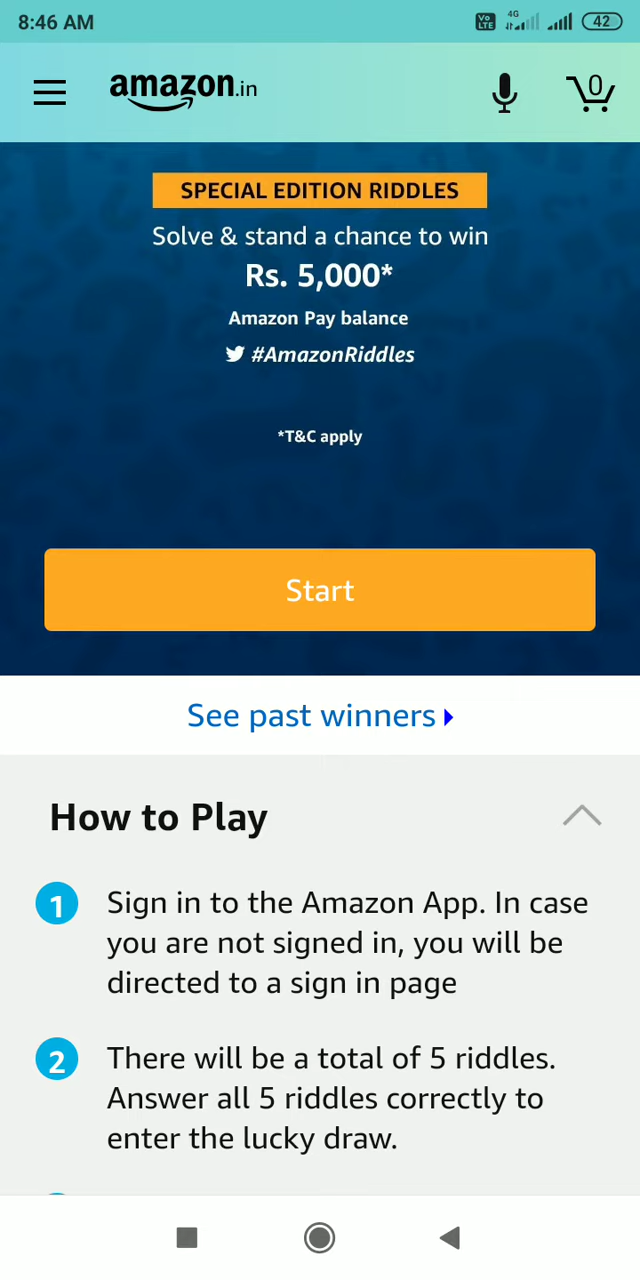 8:46 AM Vo LTE 4G 42
amazon.in 0
SPECIAL EDITION RIDDLES
Solve & stand a chance to win
Rs. 5,000*
Amazon Pay balance
#AmazonRiddles
*T&C apply
Start
See past winners
How to Play
1 Sign in to the Amazon App. In case
you are not signed in, you will be
directed to a sign in page
2 There will be a total of 5 riddles.
Answer all 5 riddles correctly to
enter the lucky draw.